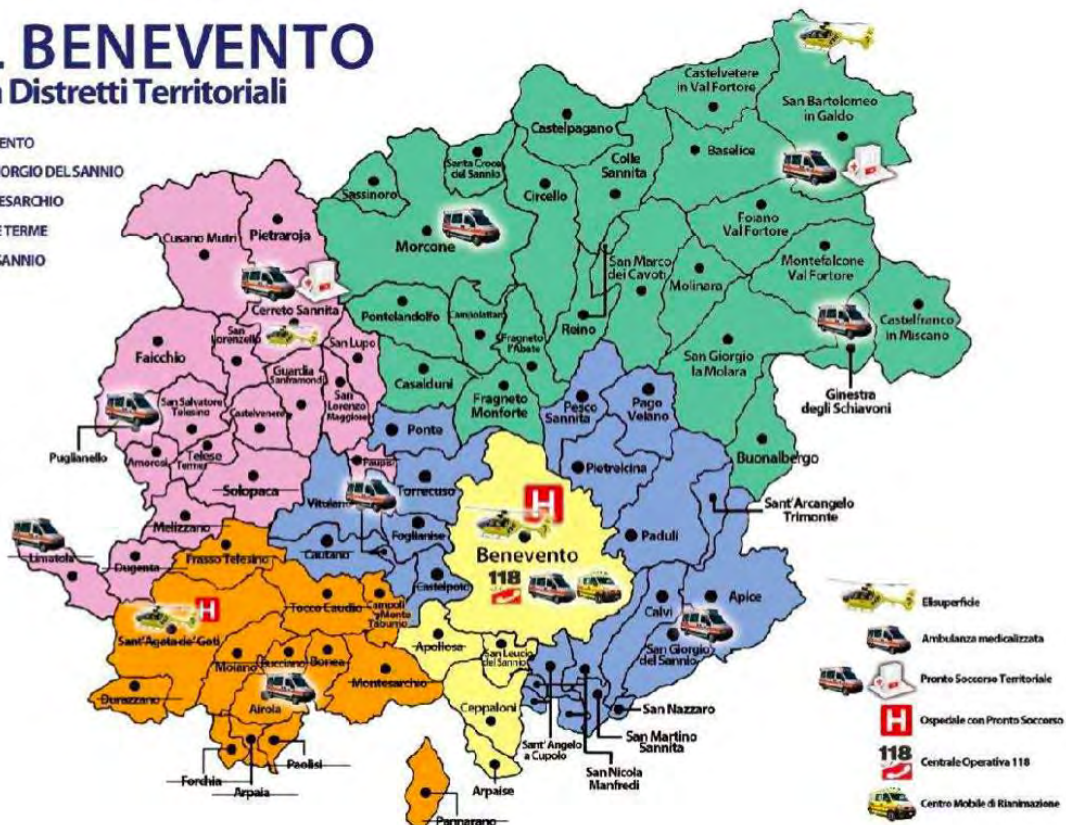 L BENEVENTO
Distretti Territoriali
ENTO
IORGIO DEL SANNIO
ESARCHIO
E TERME
SANNIO
Castelvetere
in Val Fortore
San Bartolomeo
in Galdo
Castelpagano
Colle
Sannita
Baselice
Santa Croce
del Sannio
Sassinoro
Circello
Morcone
Foiano
Val Fortore
Cusano Mutri
Pietraroja
San Marco
dei Cavoti
Molinara
Montefalcone
Val Fortore
Cerreto Sannita
Pontelandolfo
Campolattaro
Fragneto
l'Abate
Reino
Castelfranco
in Miscano
San
Lorenzello
San Lupo
Faicchio
Guardia
Sanframondi
San Giorgio
la Molara
Casalduni
Fragneto
Monforte
Ginestra
degli Schiavoni
San Salvatore
Telesino
Castelvenere
San
Lorenzo
Maggiore
Pesco
Sannita
Pago
Veiano
Ponte
Puglianello
Amorosi
Telese
Terme
Paupisi
Pietrelcina
Buonalbergo
Solopaca
Vitulano
Torrecuso
Sant'Arcangelo
Trimonte
Melizzano
Foglianise
Paduli
Limatola
Dugenta
Frasso Telesino
Cautano
Benevento
118
Castelpoto
Tocco Caudio
Campoli
Monte
Taburno
Calvi
Apice
Elisuperficie
Sant'Agata de' Goti
Apollosa
San Leucio
del Sannio
San Giorgio
del Sannio
Ambulanza medicalizzata
Moiano
Bucciano
Bonea
Montesarchio
Pronto Soccorso Territoriale
Durazzano
Airola
Ceppaloni
San Nazzaro
H Ospedale con Pronto Soccorso
Sant'Angelo
a Cupolo
San Martino
Sannita
Paolisi
Forchia
Arpaia
San Nicola
Manfredi
118 Centrale Operativa 118
Arpaise
Pannarano
Centro Mobile di Rianimazione